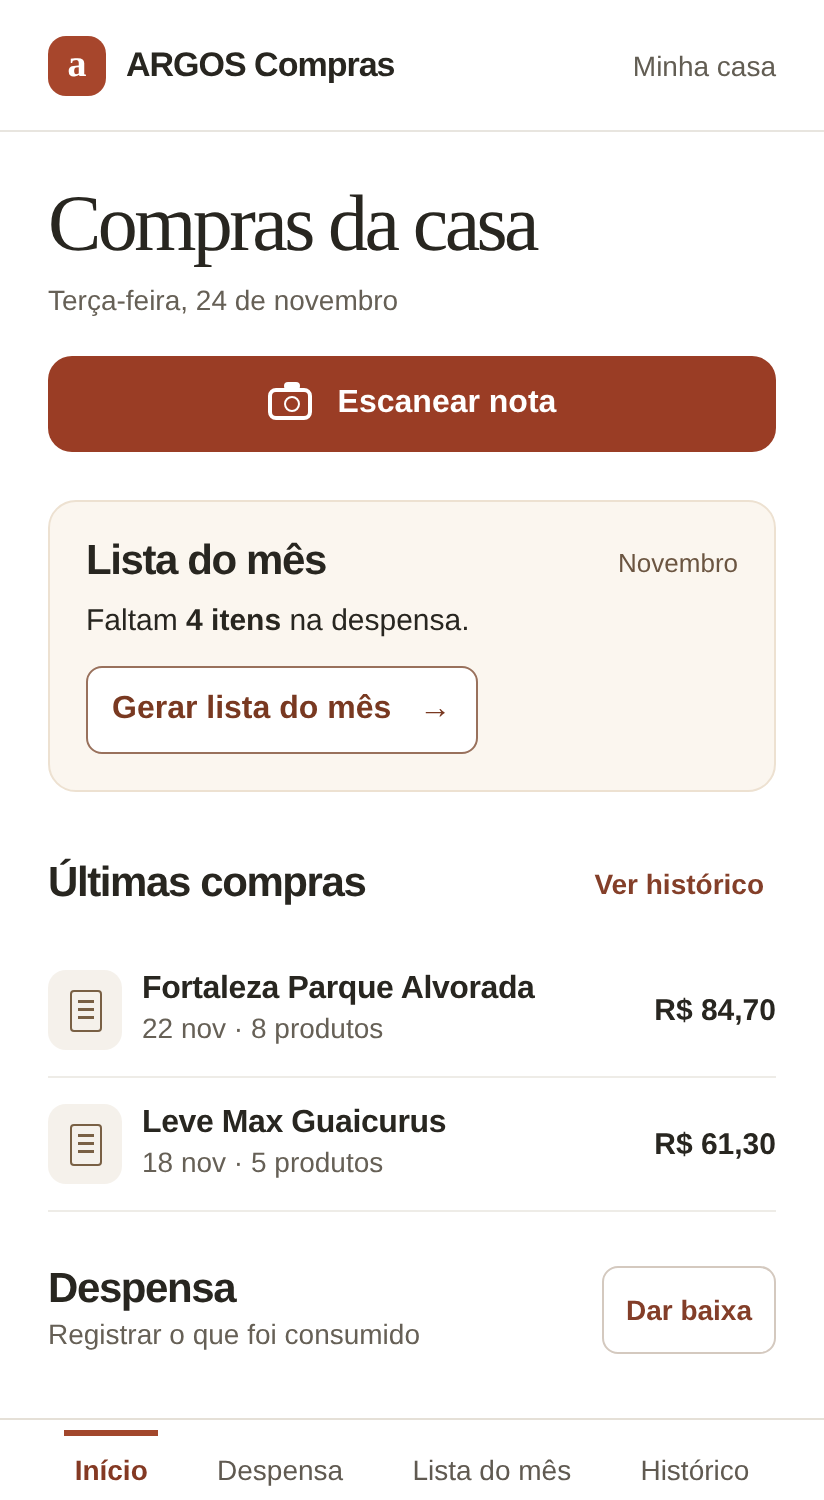 a ARGOS Compras Minha casa
Compras da casa
Terça-feira, 24 de novembro
Escanear nota
Lista do mês Novembro
Faltam 4 itens na despensa.
Gerar lista do mês →
Últimas compras Ver histórico
Fortaleza Parque Alvorada
22 nov · 8 produtos
R$ 84,70
Leve Max Guaicurus
18 nov · 5 produtos
R$ 61,30
Despensa
Registrar o que foi consumido
Dar baixa
Início Despensa Lista do mês Histórico